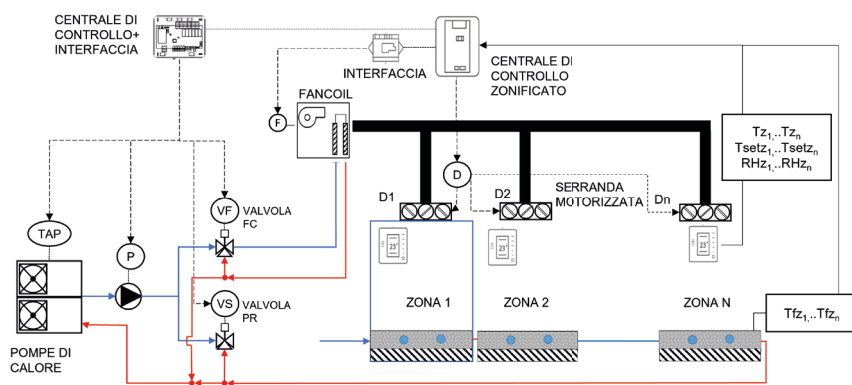 CENTRALE DI
CONTROLLO+
INTERFACCIA
INTERFACCIA
CENTRALE DI
CONTROLLO
ZONIFICATO
FANCOIL
F
Tz1,..Tzn
Tsetz1,..Tsetzn
RHz1,..RHzn
D
D1
D2
SERRANDA
MOTORIZZATA
Dn
VF
VALVOLA
FC
TAP
P
23°
23°
23°
VS
VALVOLA
PR
ZONA 1
ZONA 2
ZONA N
Tfz1,..Tfzn
POMPE DI
CALORE